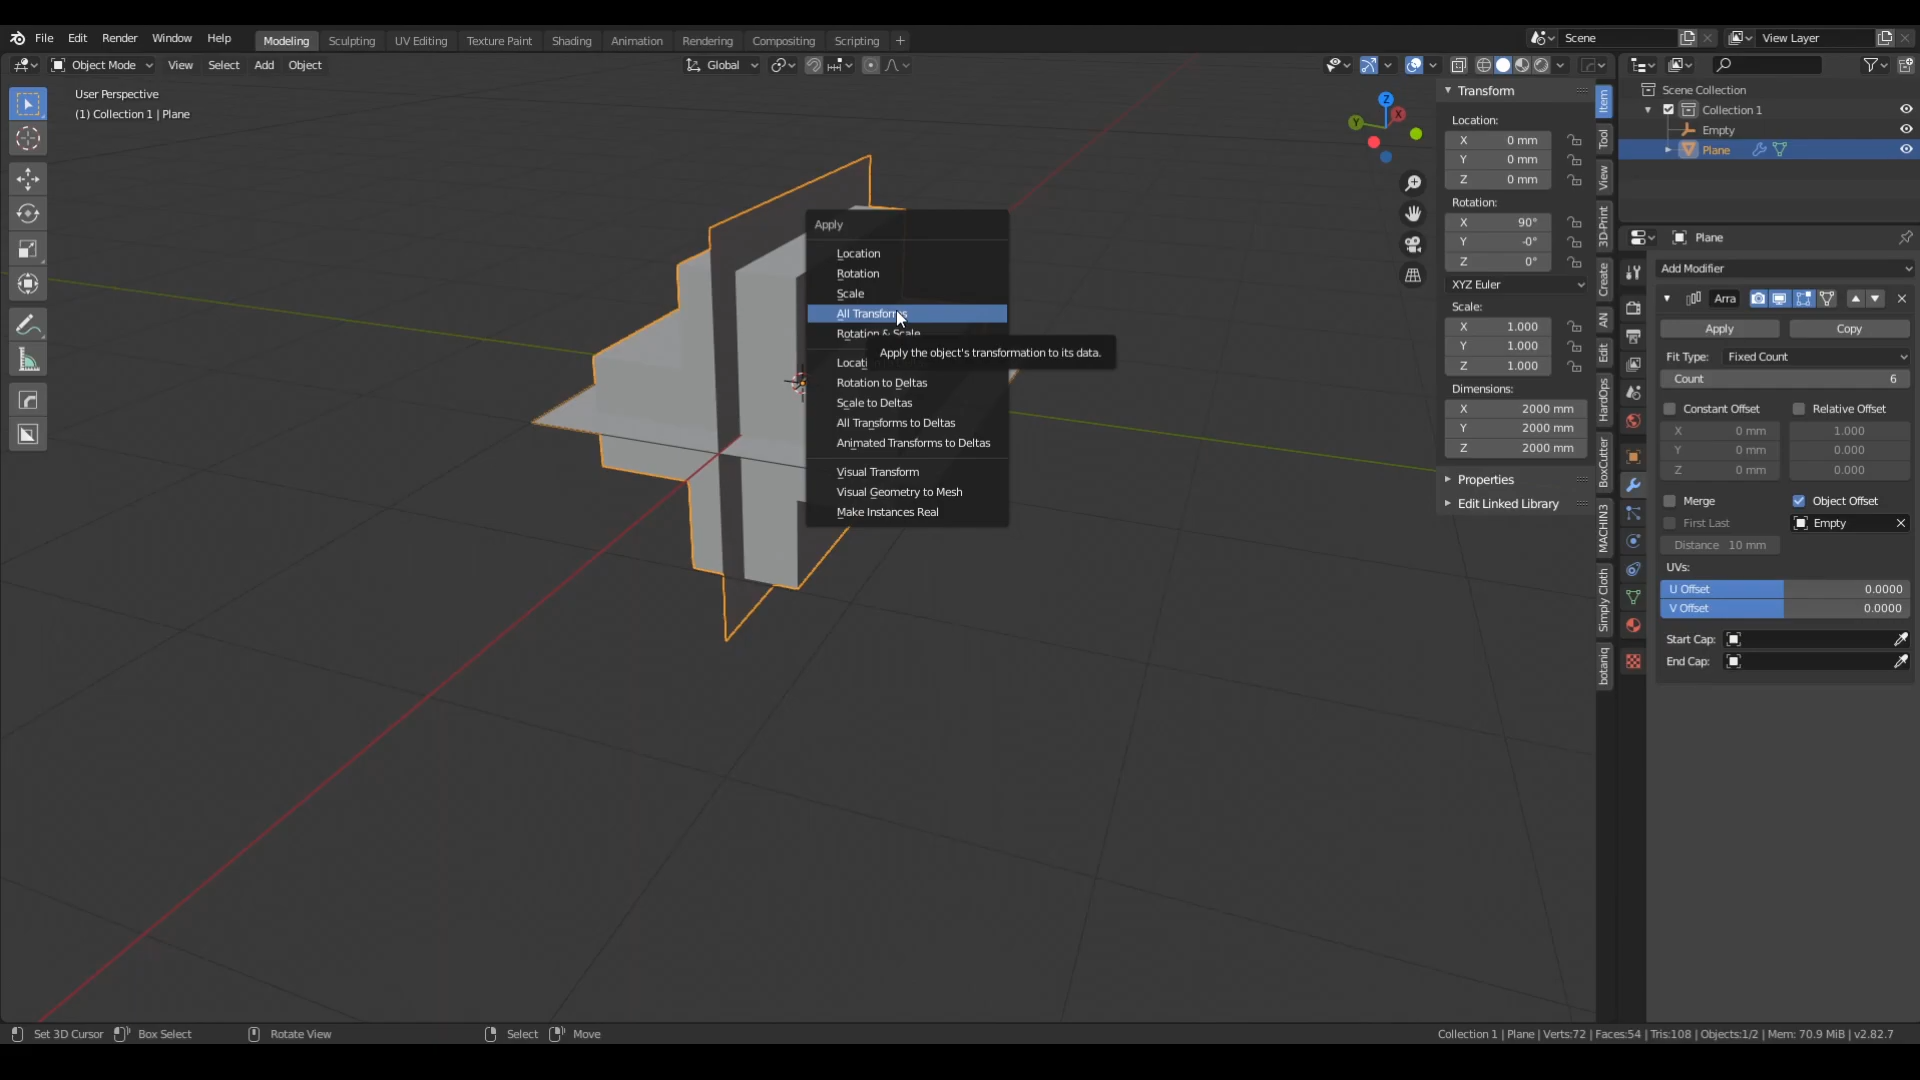 File Edit Render Window Help
Modeling Sculpting UV Editing Texture Paint Shading Animation Rendering Compositing Scripting +
Scene
View Layer
Object Mode View Select Add Object
Global
User Perspective
(1) Collection 1 | Plane
Z
X
Y
Apply
Location
Rotation
Scale
All Transforms
Rotation & Scale
Apply the object's transformation to its data.
Rotation to Deltas
Scale to Deltas
All Transforms to Deltas
Animated Transforms to Deltas
Visual Transform
Visual Geometry to Mesh
Make Instances Real
Transform
Location:
X 0 mm
Y 0 mm
Z 0 mm
Rotation:
X 90°
Y -0°
Z 0°
XYZ Euler
Scale:
X 1.000
Y 1.000
Z 1.000
Dimensions:
X 2000 mm
Y 2000 mm
Z 2000 mm
Properties
Edit Linked Library
Item
Tool
View
3D-Print
Create
AN
Edit
HardOps
BoxCutter
MACHIN3
Simply Cloth
botaniq
Scene Collection
Collection 1
Empty
Plane
Plane
Add Modifier
Arra
Apply Copy
Fit Type: Fixed Count
Count 6
Constant Offset Relative Offset
X 0 mm 1.000
Y 0 mm 0.000
Z 0 mm 0.000
Merge Object Offset
First Last Empty
Distance 10 mm
UVs:
U Offset 0.0000
V Offset 0.0000
Start Cap:
End Cap:
Set 3D Cursor Box Select Rotate View Select Move
Collection 1 | Plane | Verts:72 | Faces:54 | Tris:108 | Objects:1/2 | Mem: 70.9 MiB | v2.82.7